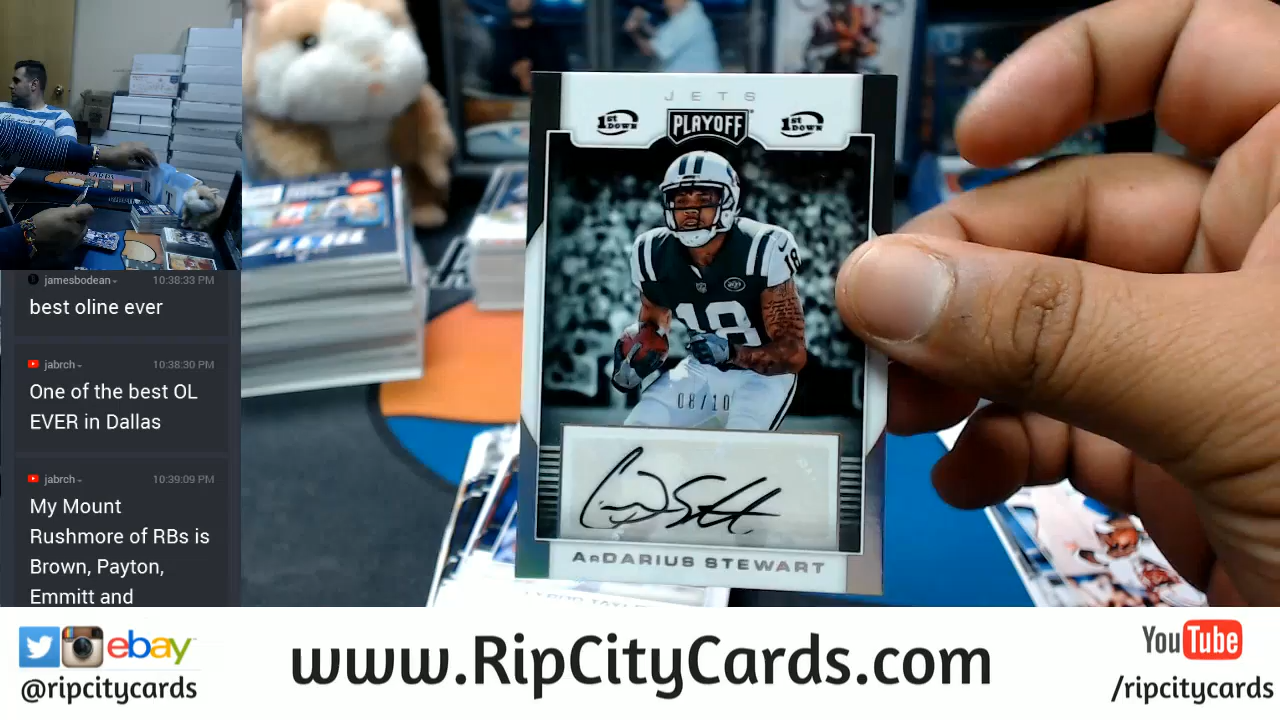 jamesbodean
10:38:33 PM
best oline ever
jabrch
10:38:30 PM
One of the best OL
EVER in Dallas
jabrch
10:39:09 PM
My Mount
Rushmore of RBs is
Brown, Payton,
Emmitt and
JETS
1st DOWN
PLAYOFF
1st DOWN
18
NFL
18
08/10
ArDARIUS STEWART
ebay
@ripcitycards
www.RipCityCards.com
YouTube
/ripcitycards